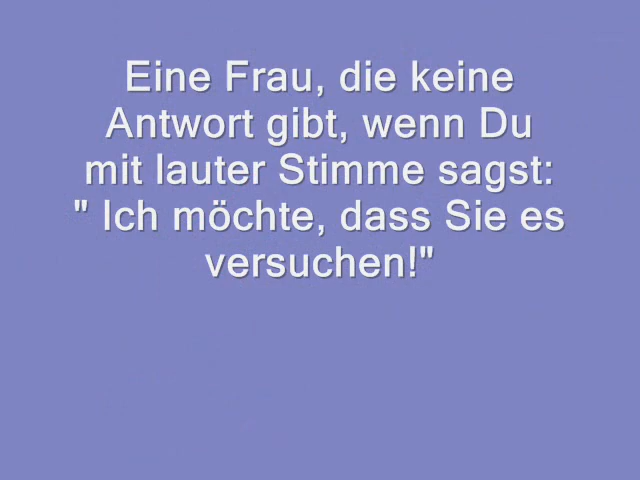 Eine Frau, die keine
Antwort gibt, wenn Du
mit lauter Stimme sagst:
" Ich möchte, dass Sie es
versuchen!"